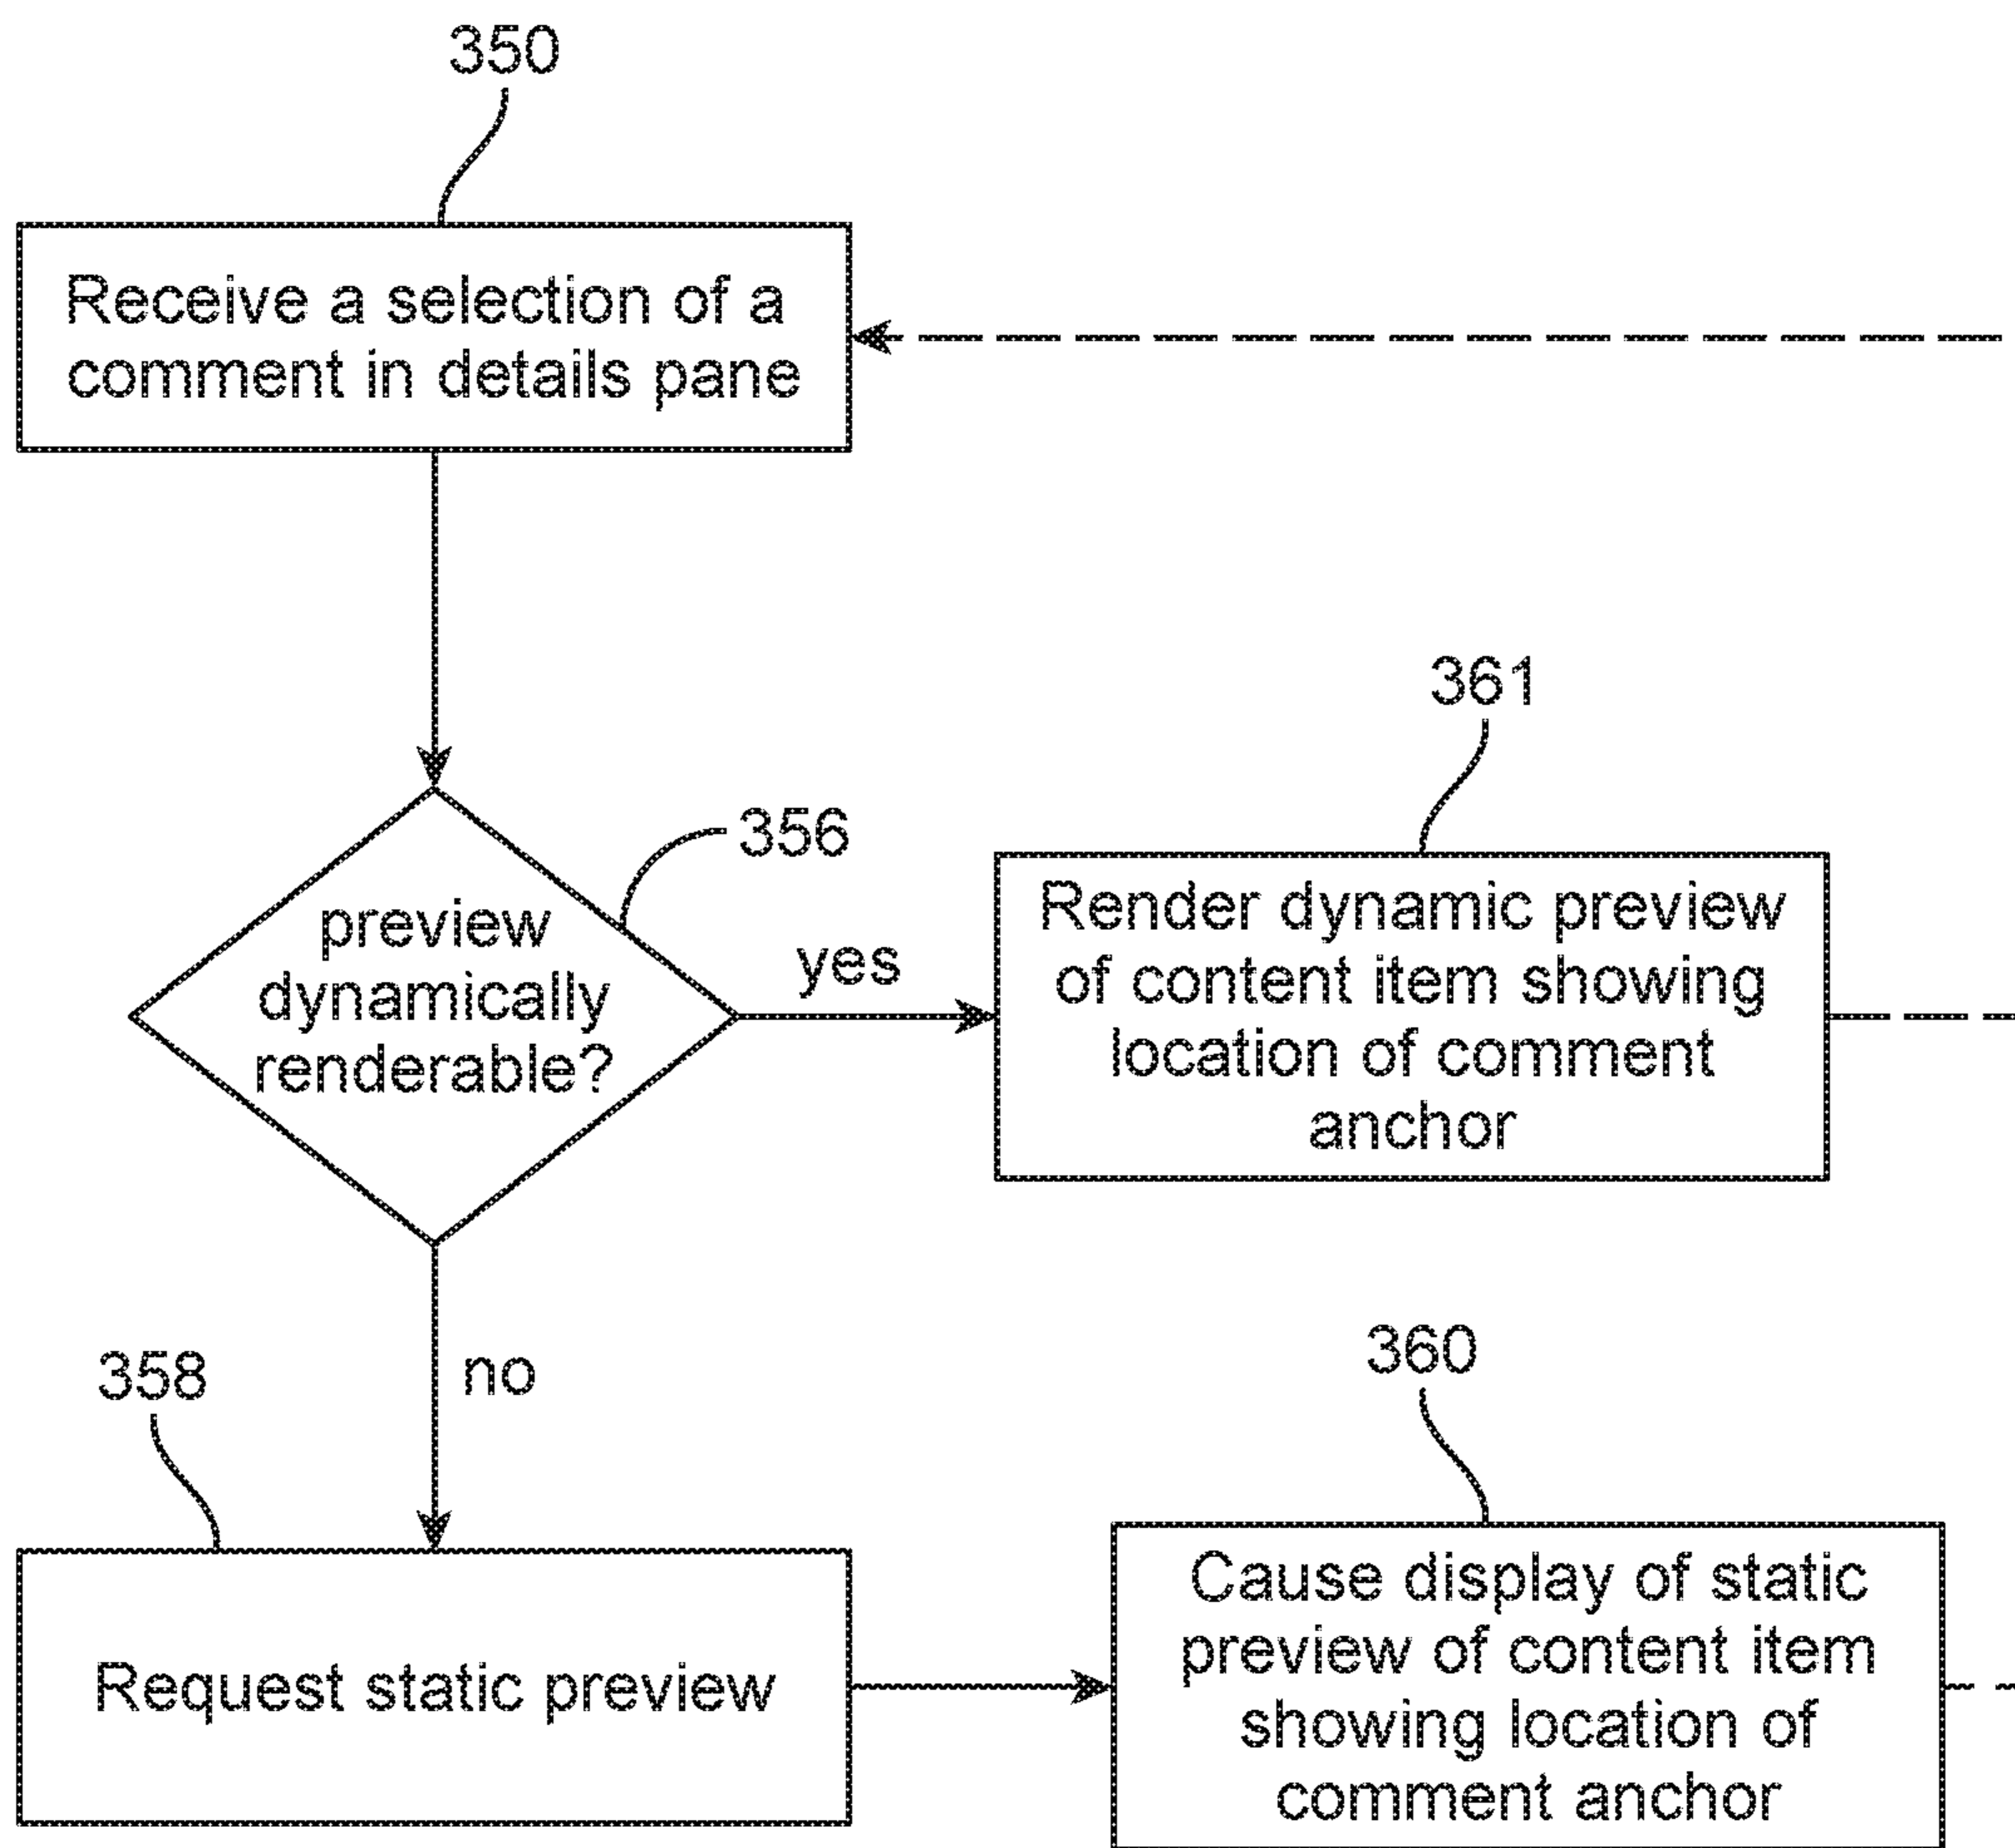 350
Receive a selection of a
comment in details pane
356
preview
dynamically
renderable?
yes
361
Render dynamic preview
of content item showing
location of comment
anchor
no
358
Request static preview
360
Cause display of static
preview of content item
showing location of
comment anchor